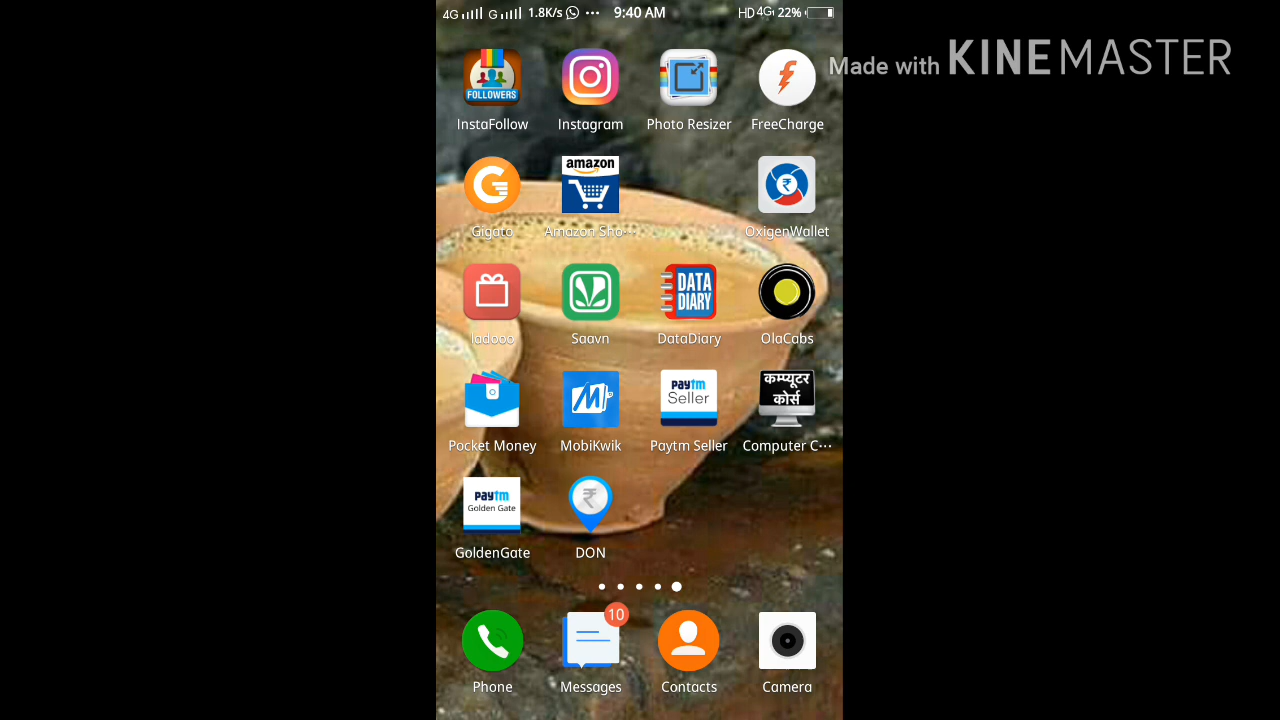 4G G 1.8K/s ··· 9:40 AM HD 4G 22%
Made with KINEMASTER
FOLLOWERS
InstaFollow Instagram Photo Resizer FreeCharge
amazon
Gigato Amazon Sho··· OxigenWallet
DATA
DIARY
ladooo Saavn DataDiary OlaCabs
paytm
Seller
कम्प्यूटर
कोर्स
Pocket Money MobiKwik Paytm Seller Computer C···
paytm
Golden Gate
₹
GoldenGate DON
10
Phone Messages Contacts Camera